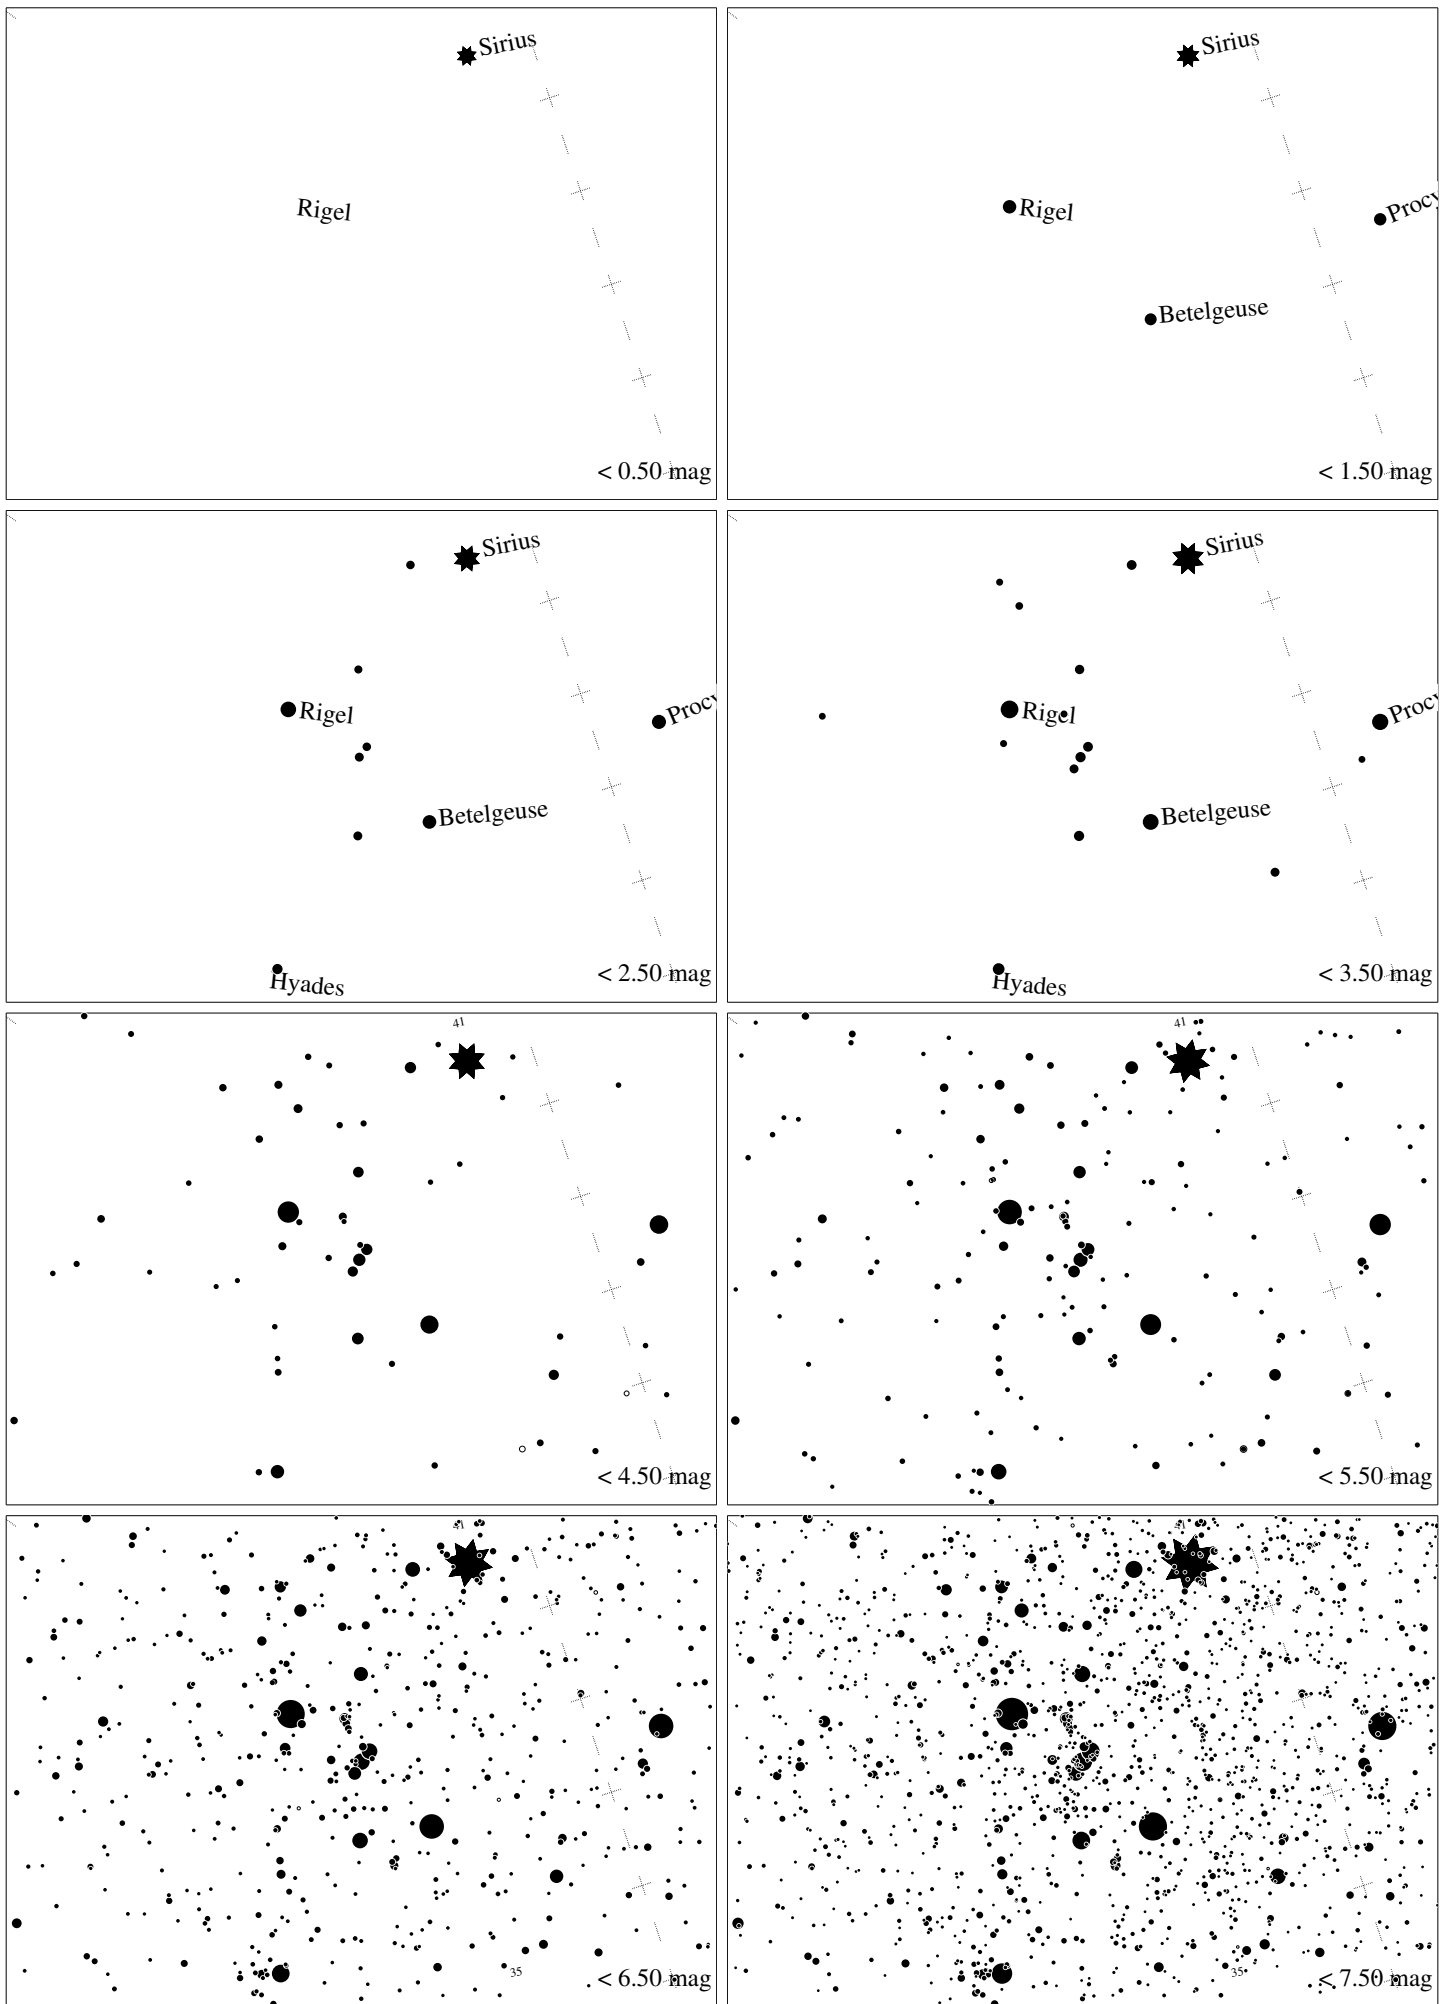 Sirius
Rigel
< 0.50 mag
Sirius
Rigel
Procy
Betelgeuse
< 1.50 mag
Sirius
Rigel
Procy
Betelgeuse
Hyades
< 2.50 mag
Sirius
Rigel
Procy
Betelgeuse
Hyades
< 3.50 mag
41
< 4.50 mag
41
< 5.50 mag
41
35
< 6.50 mag
41
35
< 7.50 mag